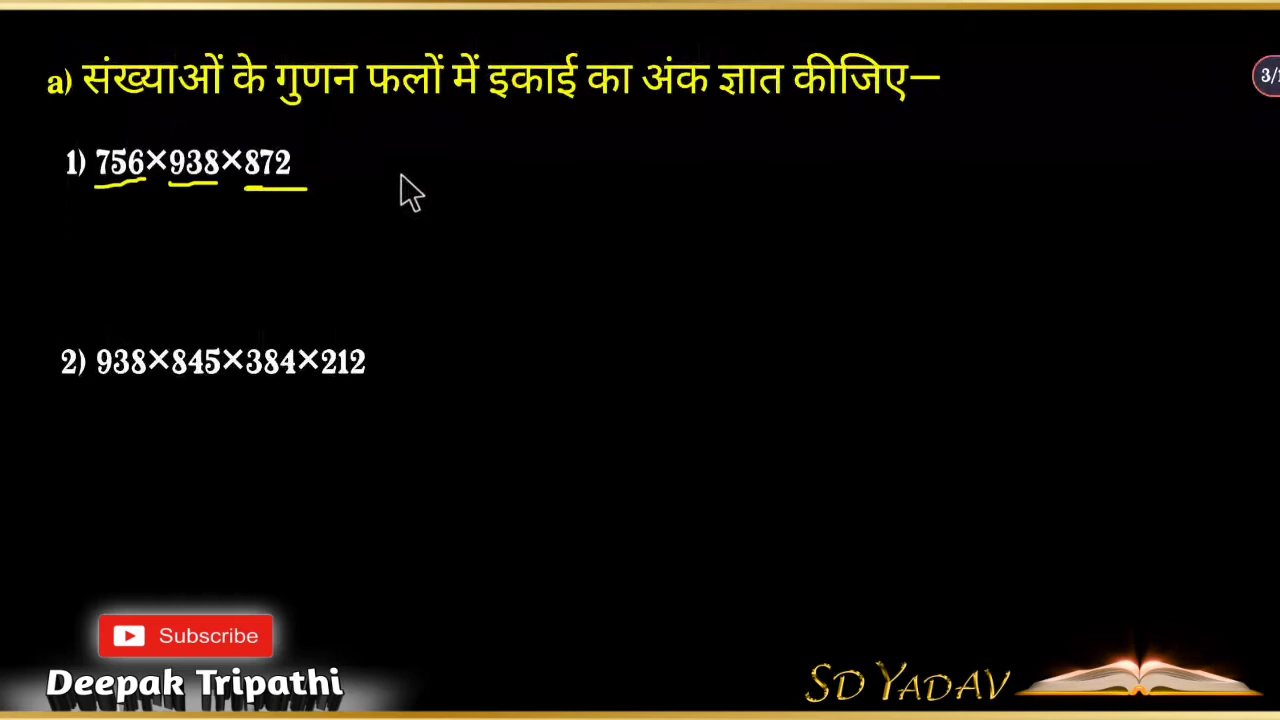 a) संख्याओं के गुणन फलों में इकाई का अंक ज्ञात कीजिए—
1) 756×938×872
2) 938×845×384×212
Subscribe
Deepak Tripathi
SD YADAV